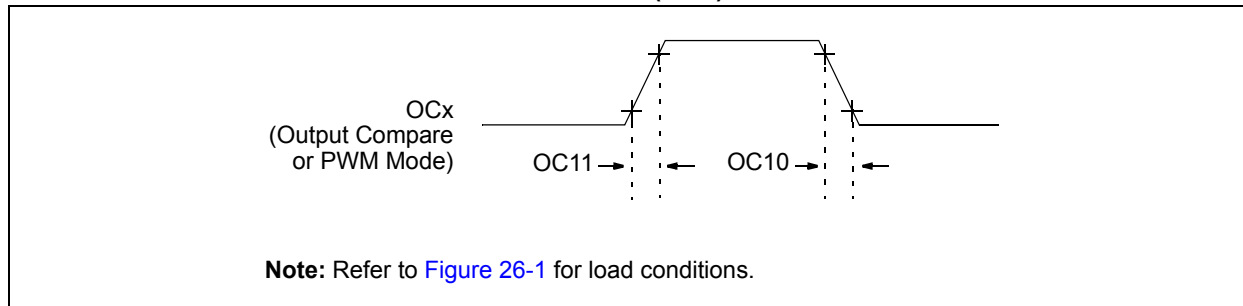 OCx
(Output Compare
or PWM Mode)
OC11
OC10
Note: Refer to Figure 26-1 for load conditions.